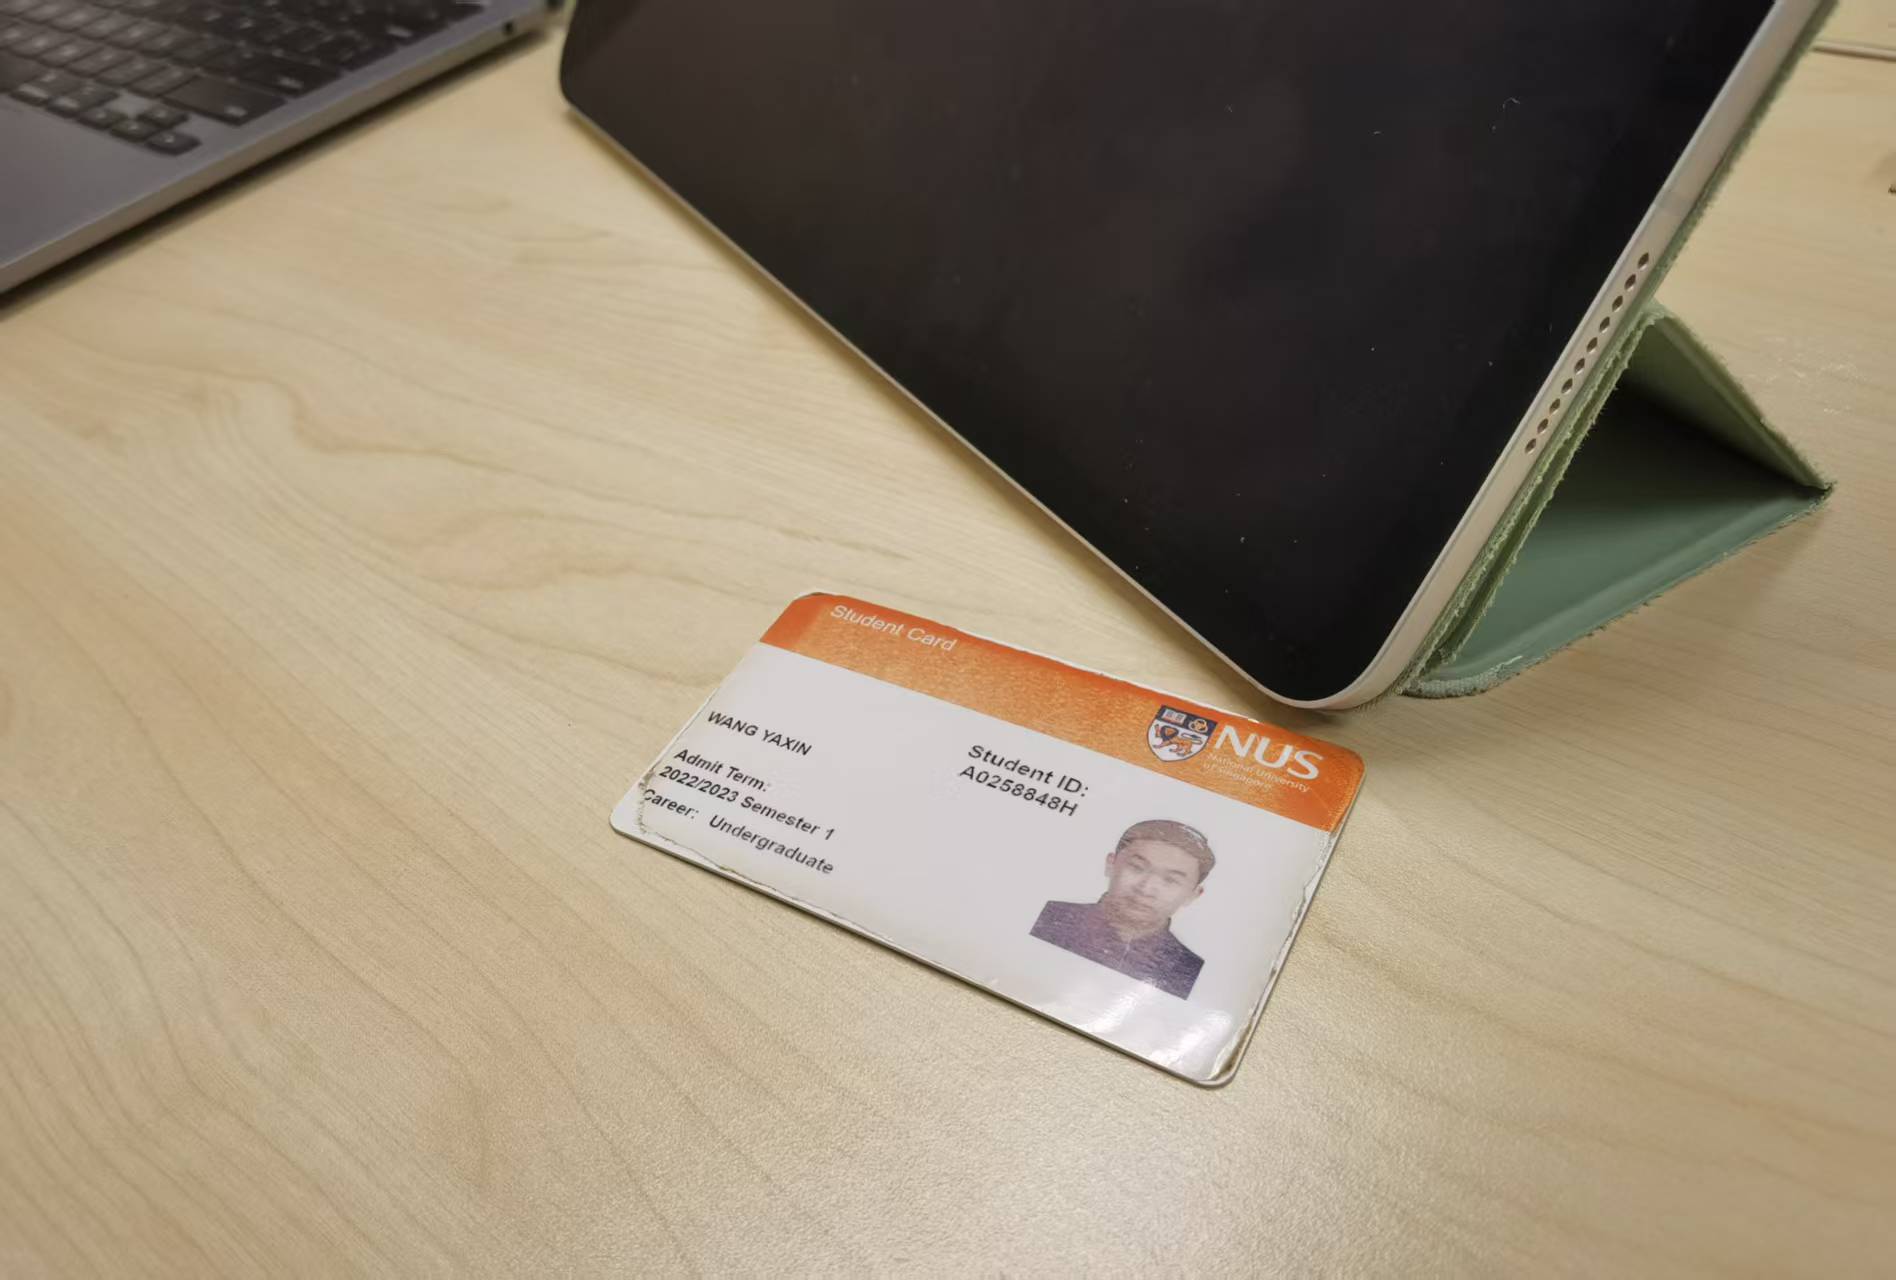 Student Card
NUS
National University
of Singapore
WANG YAXIN
Student ID:
A0258848H
Admit Term:
2022/2023 Semester 1
Career: Undergraduate